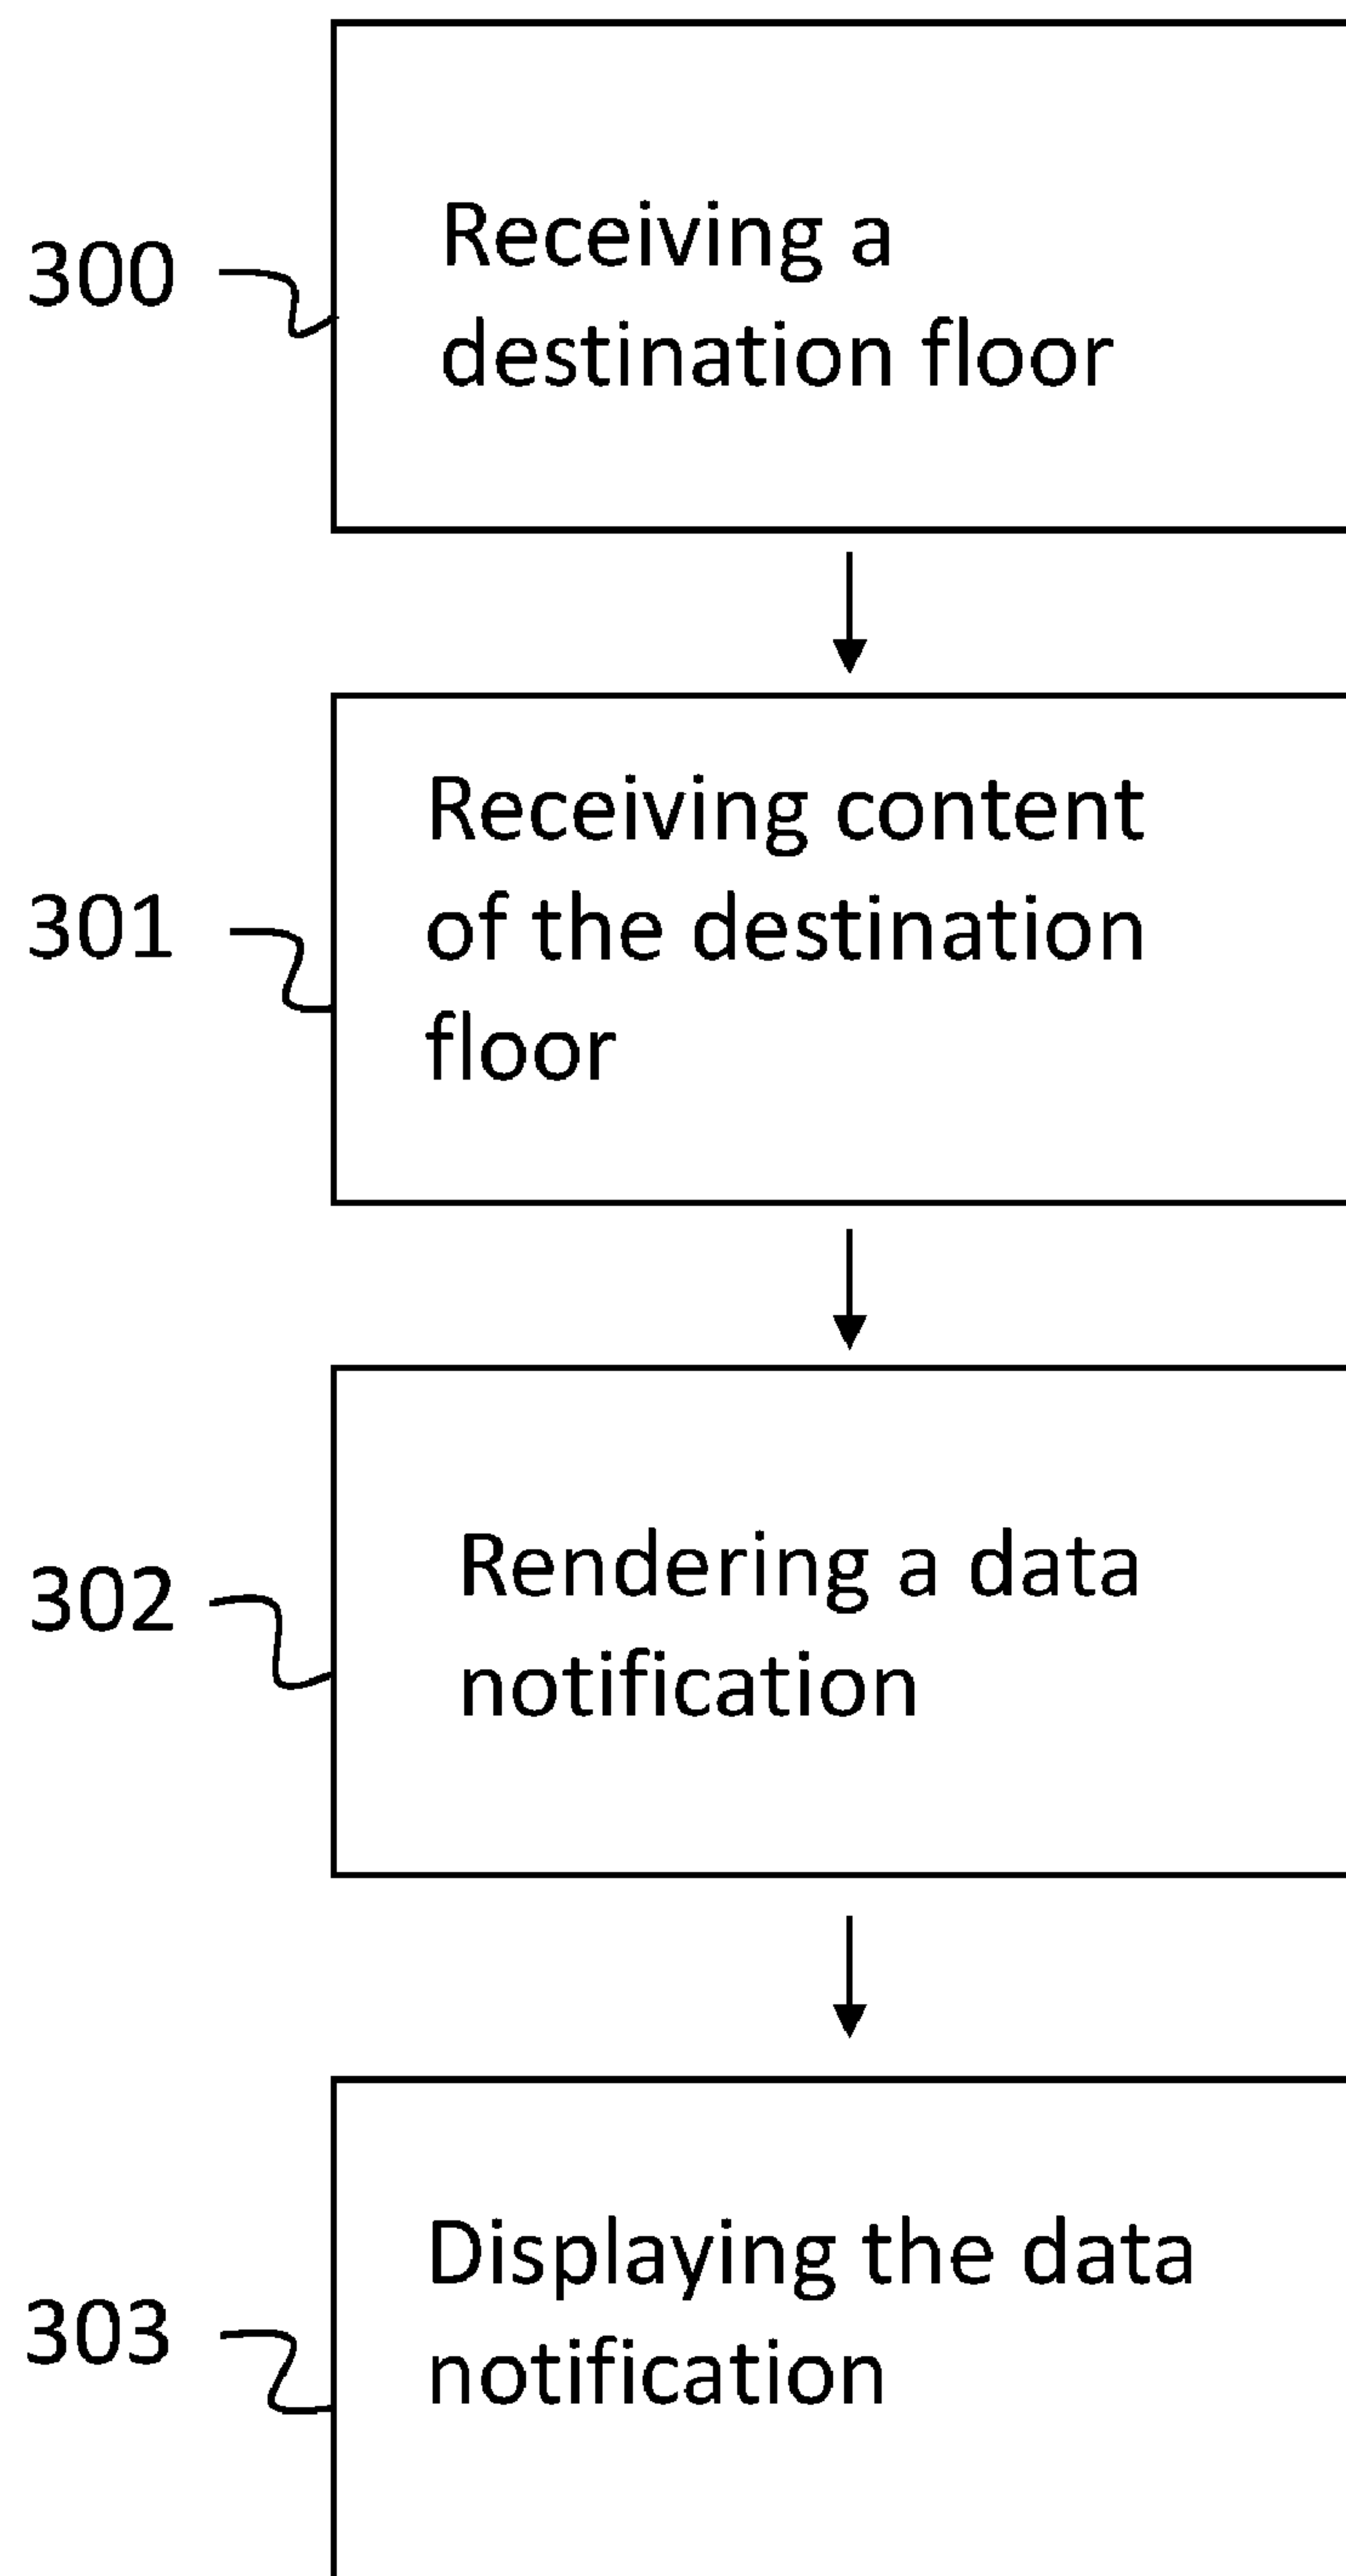 Receiving a
300
destination floor
Receiving content
301
of the destination
floor
Rendering a data
302
notification
Displaying the data
303
notification